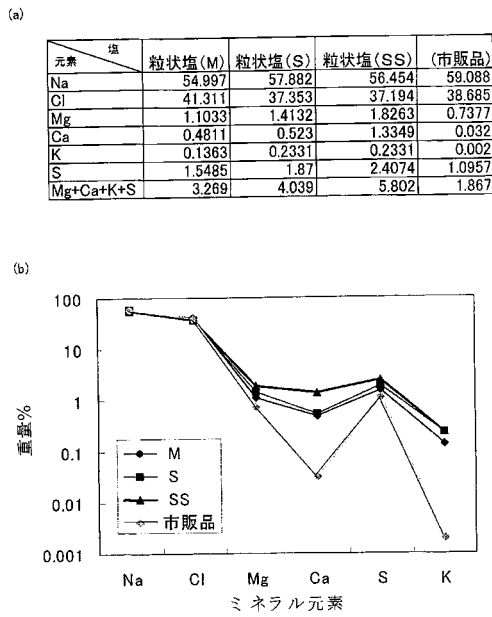 (a)
塩
元素 粒状塩(M) 粒状塩(S) 粒状塩(SS) (市販品)
Na 54.997 57.882 56.454 59.088
Cl 41.311 37.353 37.194 38.685
Mg 1.1033 1.4132 1.8263 0.7377
Ca 0.4811 0.523 1.3349 0.032
K 0.1363 0.2331 0.2331 0.002
S 1.5485 1.87 2.4074 1.0957
Mg+Ca+K+S 3.269 4.039 5.802 1.867
(b)
100
10
1
0.1
0.01
0.001
重量%
M
S
SS
市販品
Na Cl Mg Ca S K
ミネラル元素